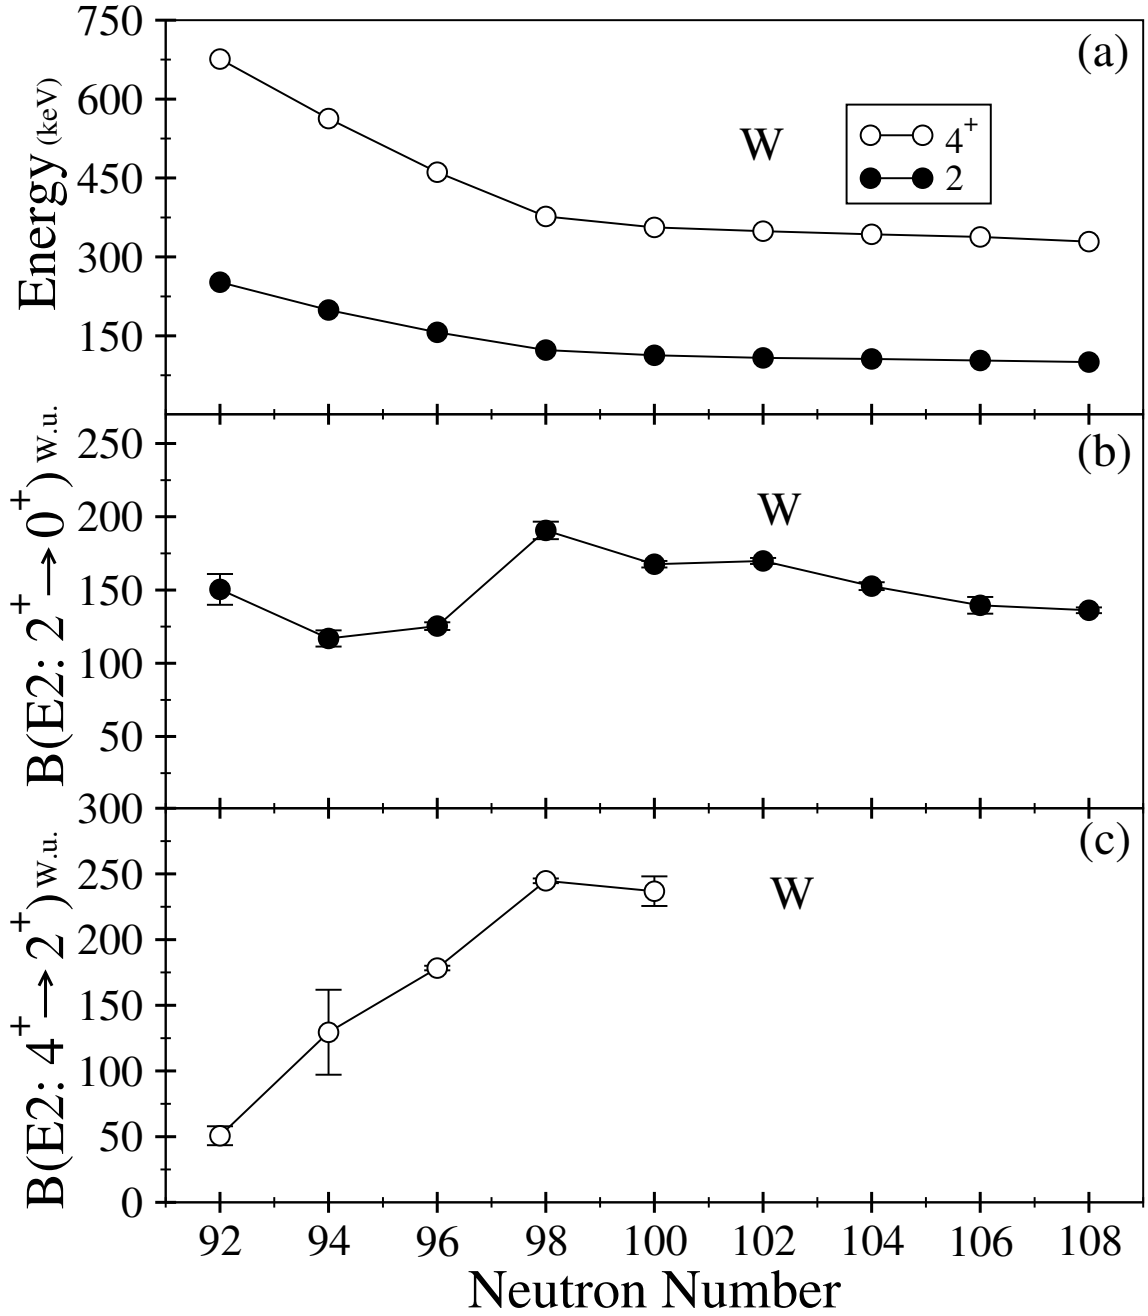 750
600
450
300
150
Energy (keV)
(a)
W
4+
2
250
200
150
100
50
B(E2: 2+→0+) W.u.
(b)
W
300
250
200
150
100
50
0
B(E2: 4+→2+) W.u.
(c)
W
92 94 96 98 100 102 104 106 108
Neutron Number